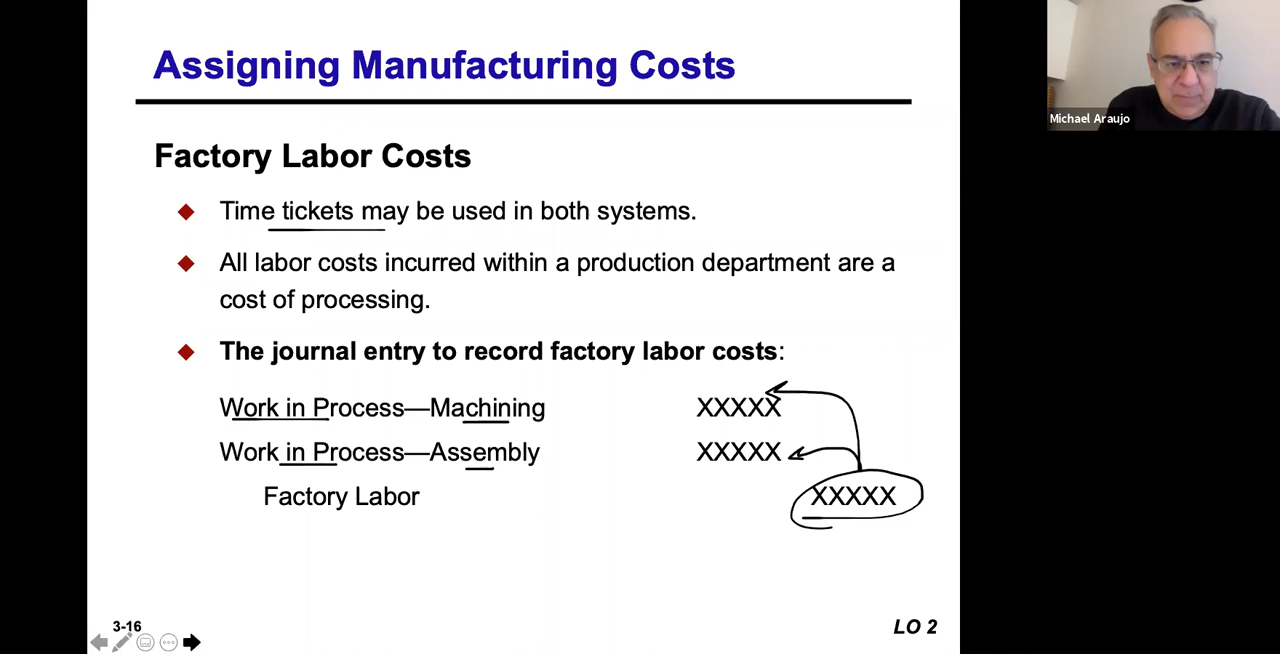 Assigning Manufacturing Costs
Michael Araujo
Factory Labor Costs
Time tickets may be used in both systems.
All labor costs incurred within a production department are a
cost of processing.
The journal entry to record factory labor costs:
Work in Process—Machining XXXXX
Work in Process—Assembly XXXXX
Factory Labor XXXXX
3-16
LO 2